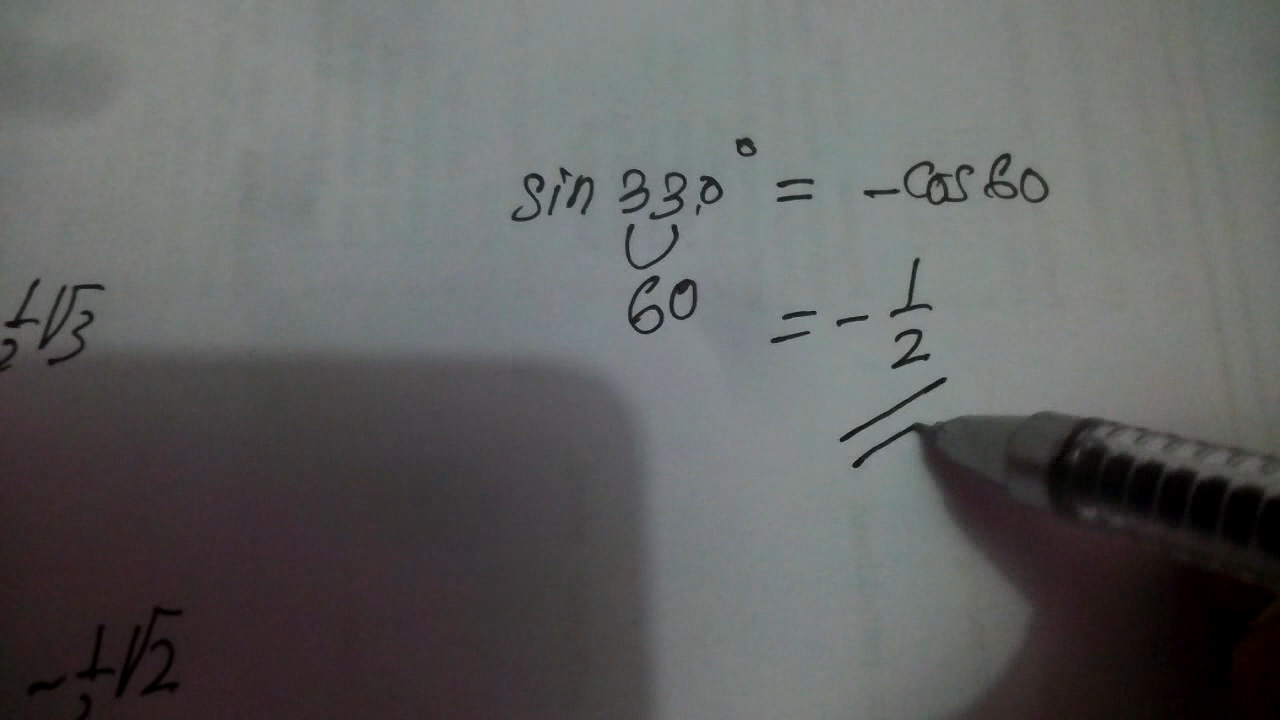 sin 330° = -cos 60
60 = - 1/2
1/2 √3
- 1/2 √2